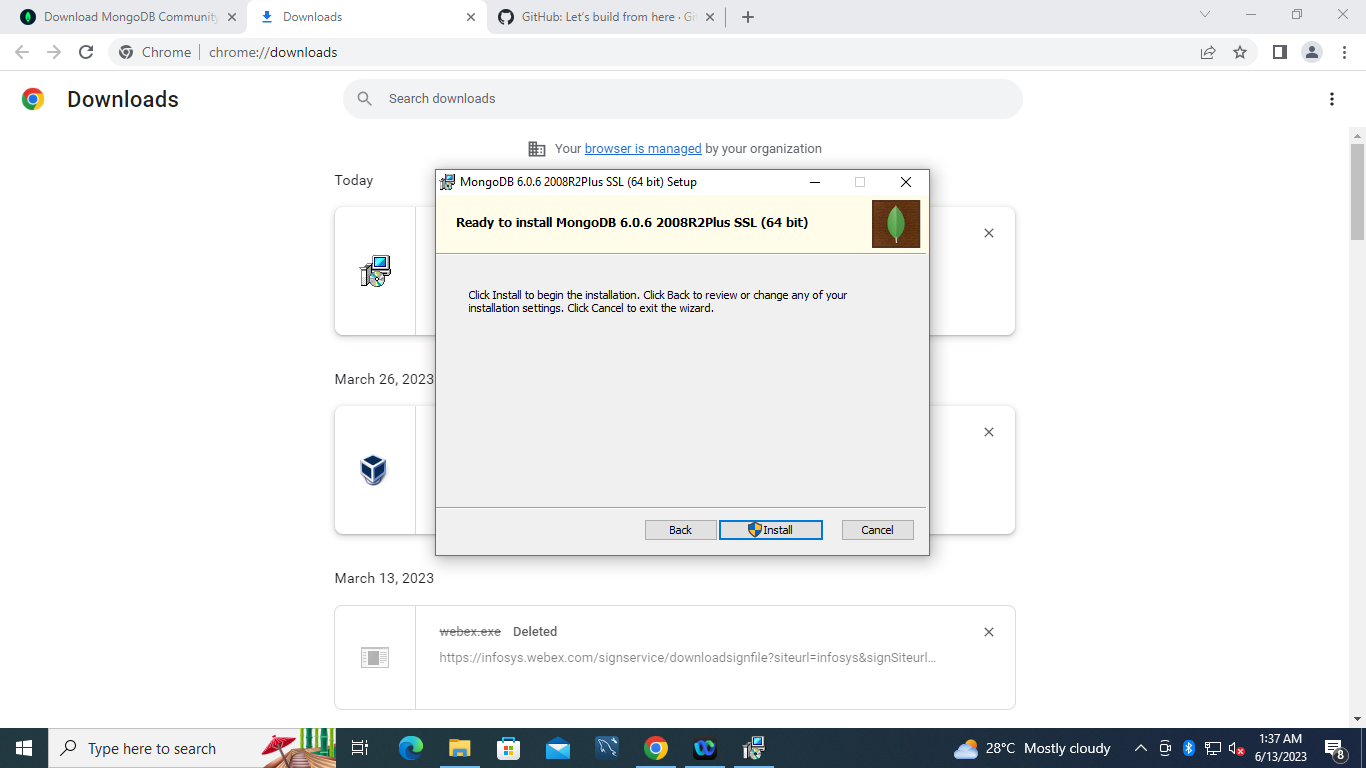 Download MongoDB Community
Downloads
GitHub: Let's build from here · Git
Chrome
chrome://downloads
Downloads
Search downloads
Your browser is managed by your organization
Today
MongoDB 6.0.6 2008R2Plus SSL (64 bit) Setup
Ready to install MongoDB 6.0.6 2008R2Plus SSL (64 bit)
Click Install to begin the installation. Click Back to review or change any of your
installation settings. Click Cancel to exit the wizard.
March 26, 2023
Back
Install
Cancel
March 13, 2023
webex.exe Deleted
https://infosys.webex.com/signservice/downloadsignfile?siteurl=infosys&signSiteurl...
Type here to search
28°C Mostly cloudy
1:37 AM
6/13/2023
8